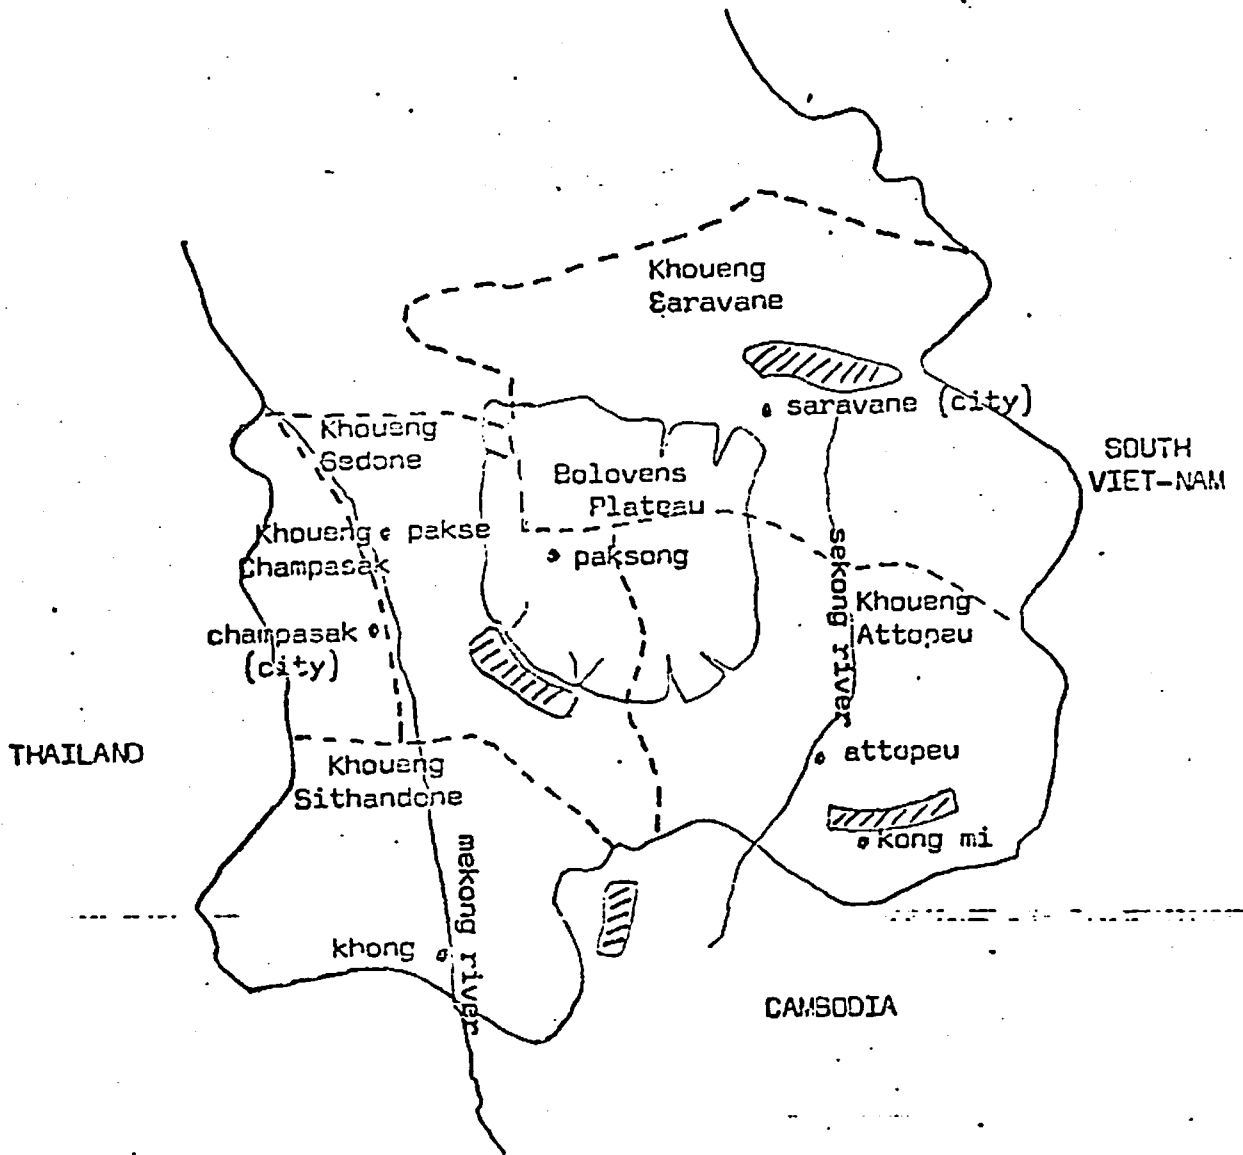 Khoueng
Saravane
saravane (city)
SOUTH
VIET-NAM
Khoueng
Sedone
Bolovens
Plateau
Khoueng
Champasak
pakse
paksong
sekong river
Khoueng
Attopeu
champasak
(city)
THAILAND
attopeu
Khoueng
Sithandone
kong mi
mekong river
khong
CAMBODIA